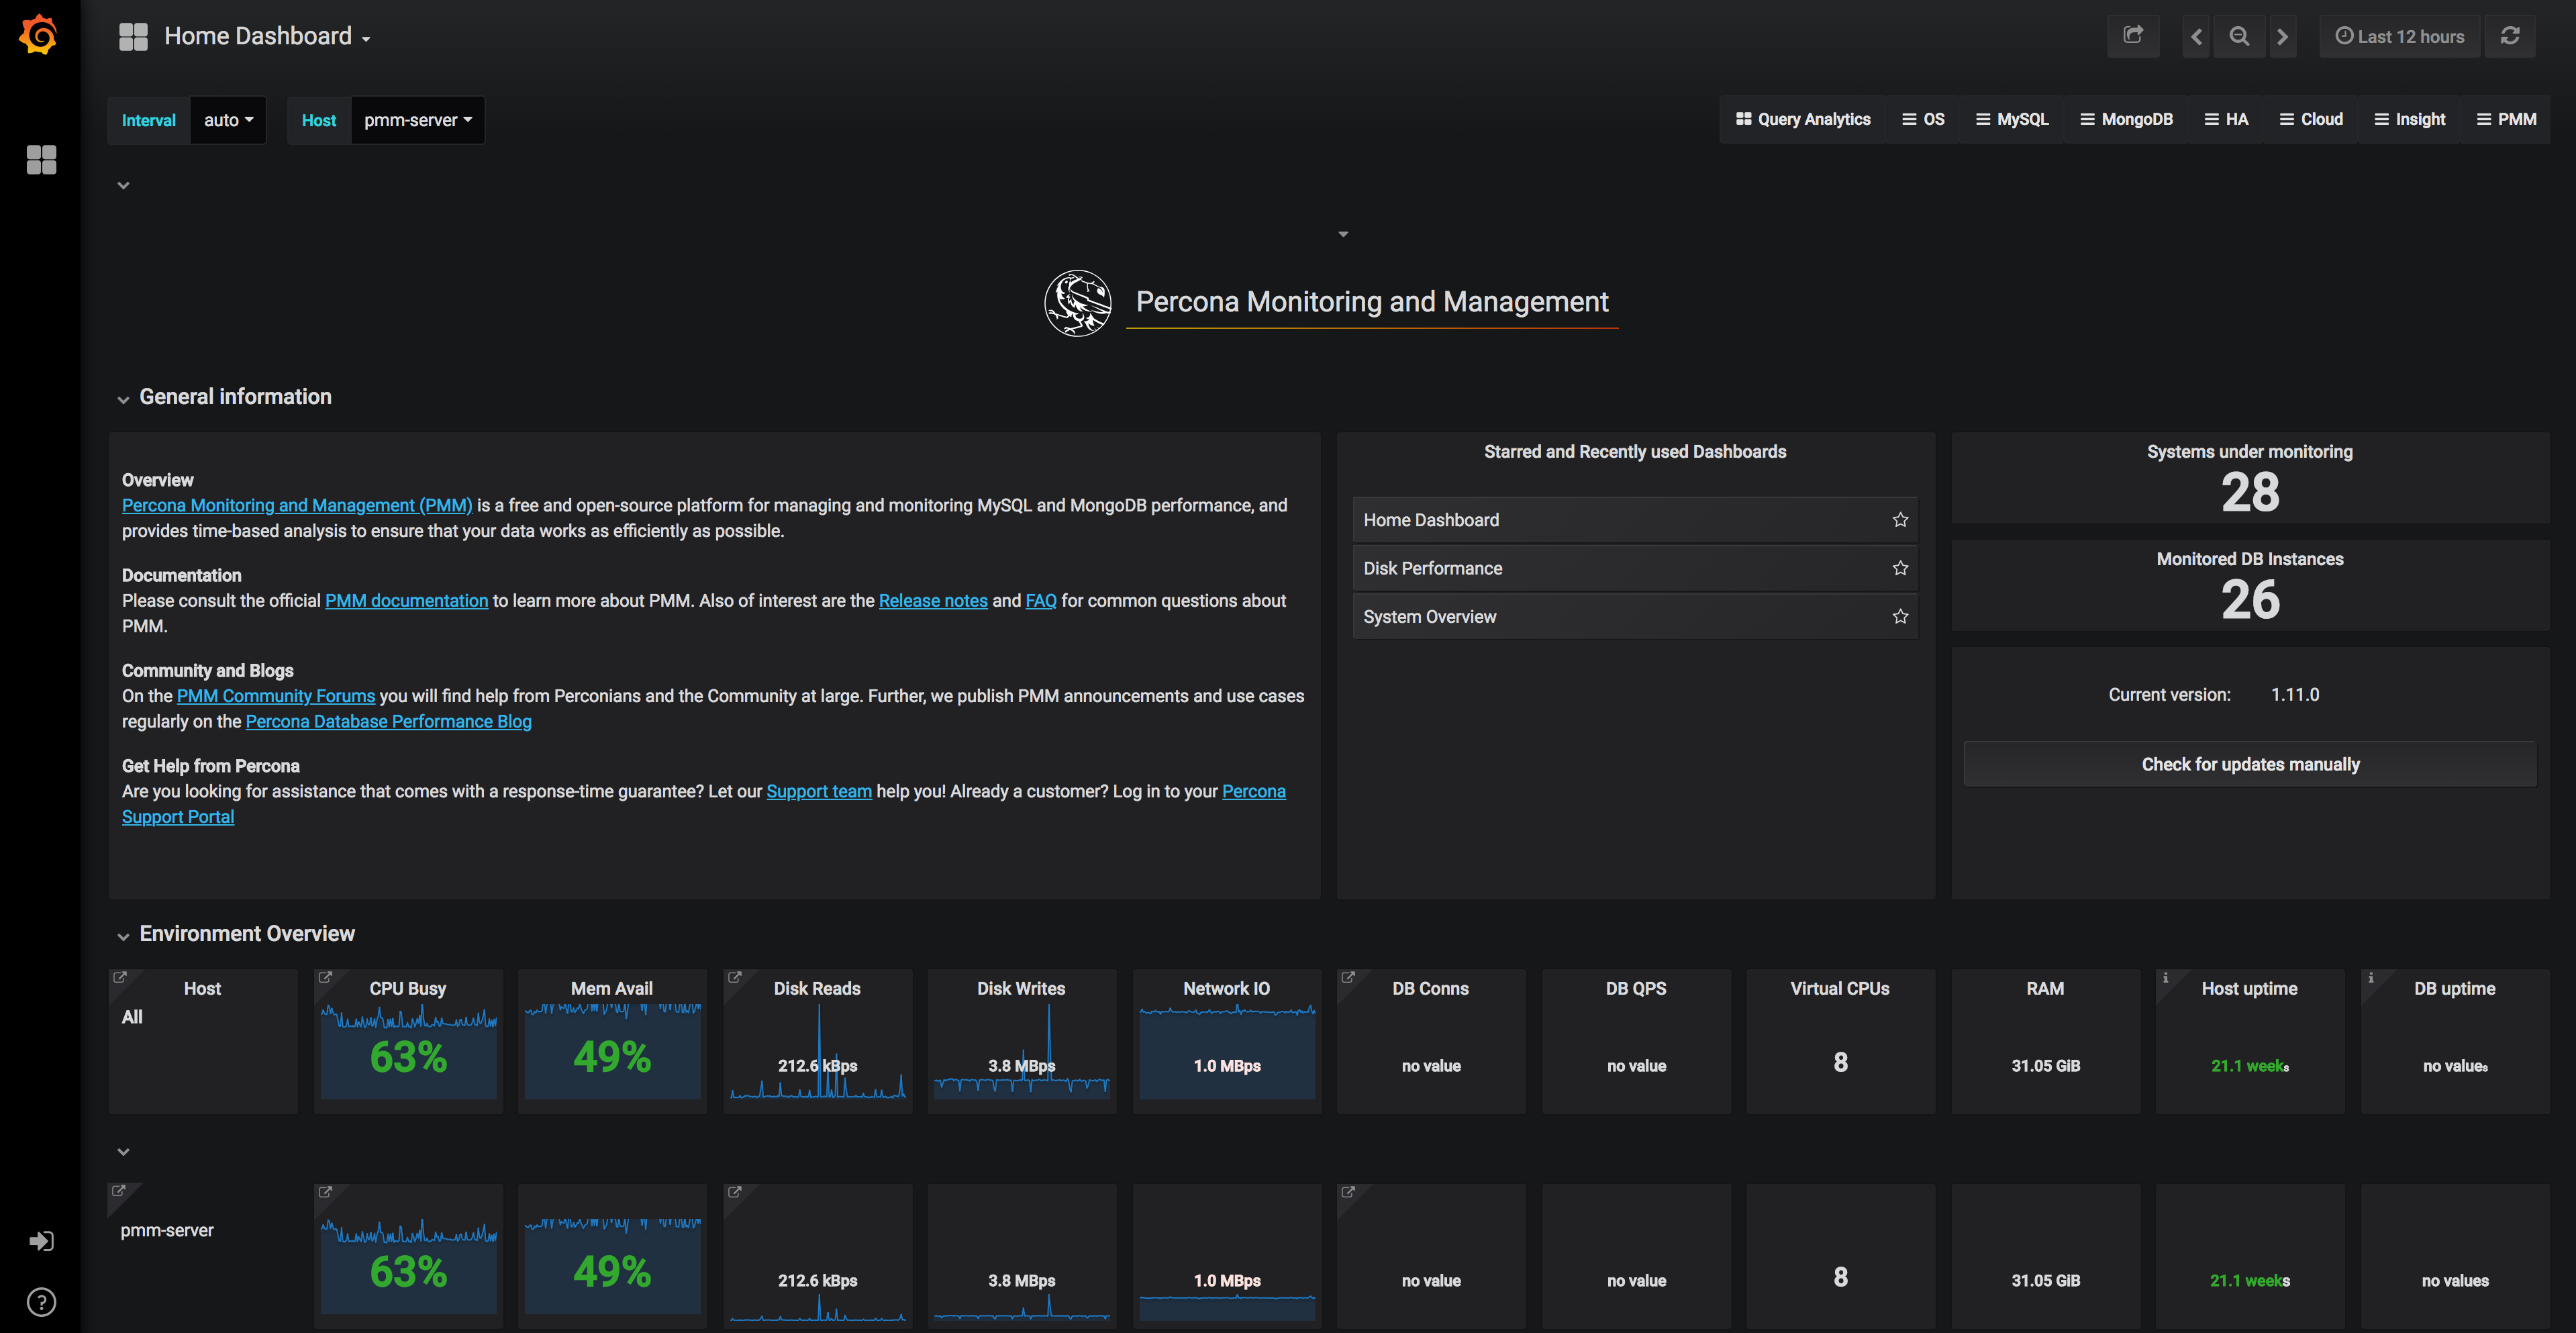 Home Dashboard
Last 12 hours
Interval auto Host pmm-server
Query Analytics OS MySQL MongoDB HA Cloud Insight PMM
Percona Monitoring and Management
General information
Overview
Percona Monitoring and Management (PMM) is a free and open-source platform for managing and monitoring MySQL and MongoDB performance, and
provides time-based analysis to ensure that your data works as efficiently as possible.
Documentation
Please consult the official PMM documentation to learn more about PMM. Also of interest are the Release notes and FAQ for common questions about
PMM.
Community and Blogs
On the PMM Community Forums you will find help from Perconians and the Community at large. Further, we publish PMM announcements and use cases
regularly on the Percona Database Performance Blog
Get Help from Percona
Are you looking for assistance that comes with a response-time guarantee? Let our Support team help you! Already a customer? Log in to your Percona
Support Portal
Starred and Recently used Dashboards
Home Dashboard
Disk Performance
System Overview
Systems under monitoring
28
Monitored DB Instances
26
Current version: 1.11.0
Check for updates manually
Environment Overview
Host CPU Busy Mem Avail Disk Reads Disk Writes Network IO DB Conns DB QPS Virtual CPUs RAM Host uptime DB uptime
All 63% 49% 212.6 kBps 3.8 MBps 1.0 MBps no value no value 8 31.05 GiB 21.1 weeks no values
pmm-server 63% 49% 212.6 kBps 3.8 MBps 1.0 MBps no value no value 8 31.05 GiB 21.1 weeks no values